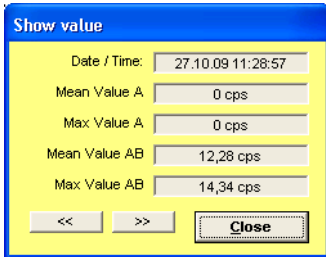 Show value
Date / Time: 27.10.09 11:28:57
Mean Value A 0 cps
Max Value A 0 cps
Mean Value AB 12,28 cps
Max Value AB 14,34 cps
<< >> Close